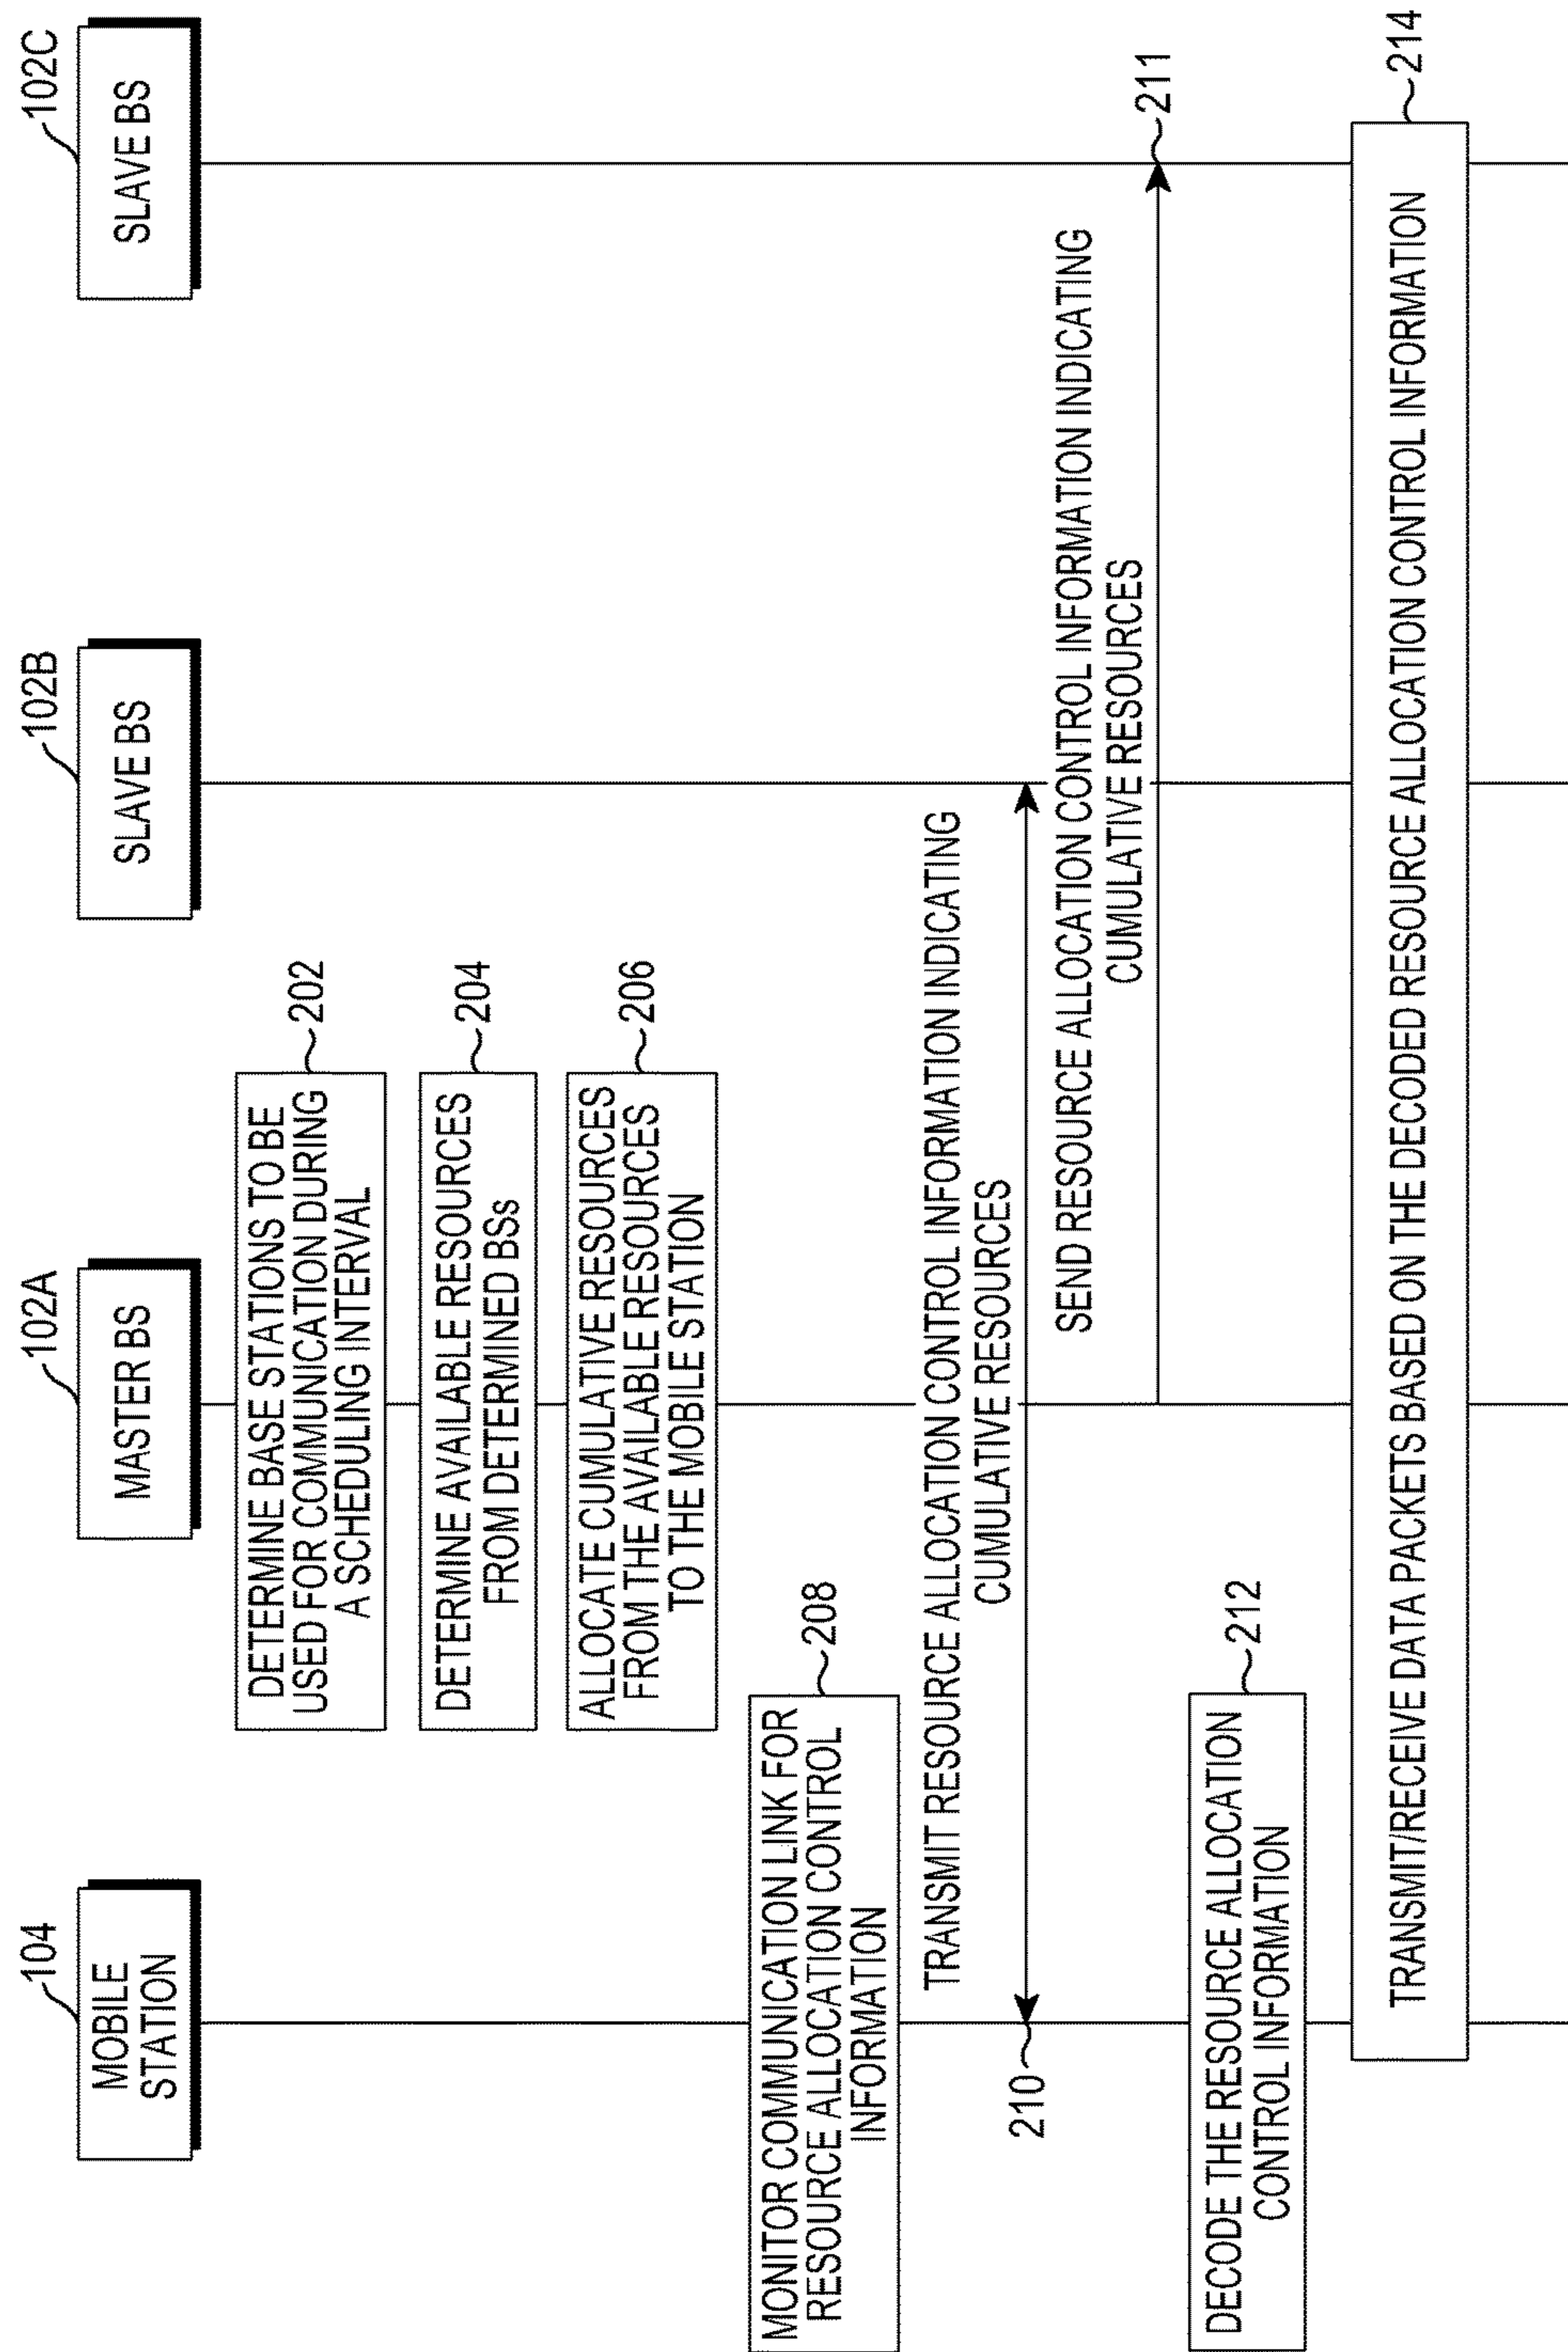 104
MOBILE
STATION
102A
MASTER BS
102B
SLAVE BS
102C
SLAVE BS
DETERMINE BASE STATIONS TO BE
USED FOR COMMUNICATION DURING
A SCHEDULING INTERVAL
202
DETERMINE AVAILABLE RESOURCES
FROM DETERMINED BSs
204
ALLOCATE CUMULATIVE RESOURCES
FROM THE AVAILABLE RESOURCES
TO THE MOBILE STATION
206
MONITOR COMMUNICATION LINK FOR
RESOURCE ALLOCATION CONTROL
INFORMATION
208
TRANSMIT RESOURCE ALLOCATION CONTROL INFORMATION INDICATING
CUMULATIVE RESOURCES
210
SEND RESOURCE ALLOCATION CONTROL INFORMATION INDICATING
CUMULATIVE RESOURCES
211
DECODE THE RESOURCE ALLOCATION
CONTROL INFORMATION
212
TRANSMIT/RECEIVE DATA PACKETS BASED ON THE DECODED RESOURCE ALLOCATION CONTROL INFORMATION
214